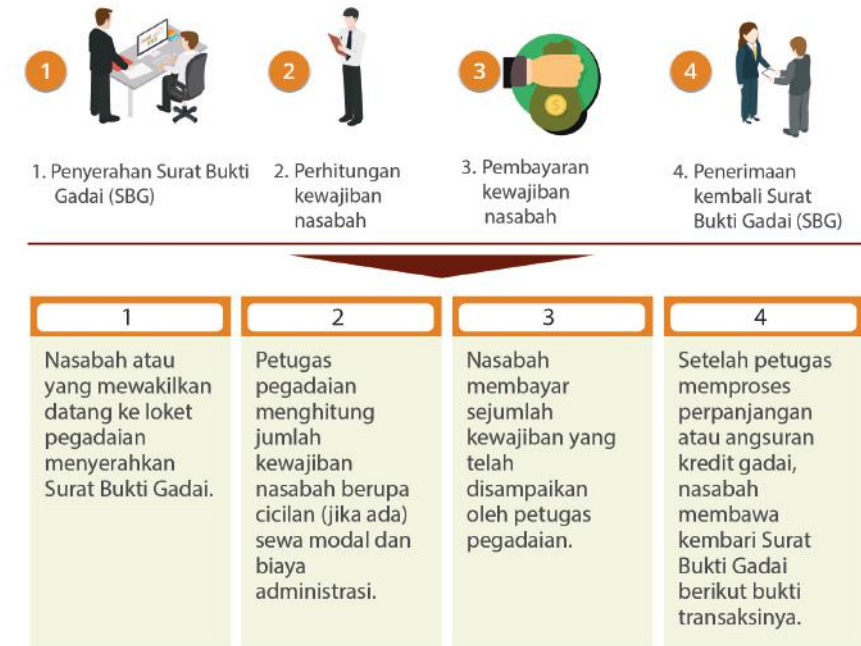 1
2
3
4
1. Penyerahan Surat Bukti
Gadai (SBG)
2. Perhitungan
kewajiban
nasabah
3. Pembayaran
kewajiban
nasabah
4. Penerimaan
kembali Surat
Bukti Gadai (SBG)
1
Nasabah atau
yang mewakilkan
datang ke loket
pegadaian
menyerahkan
Surat Bukti Gadai.
2
Petugas
pegadaian
menghitung
jumlah
kewajiban
nasabah berupa
cicilan (jika ada)
sewa modal dan
biaya
administrasi.
3
Nasabah
membayar
sejumlah
kewajiban yang
telah
disampaikan
oleh petugas
pegadaian.
4
Setelah petugas
memproses
perpanjangan
atau angsuran
kredit gadai,
nasabah
membawa
kembari Surat
Bukti Gadai
berikut bukti
transaksinya.